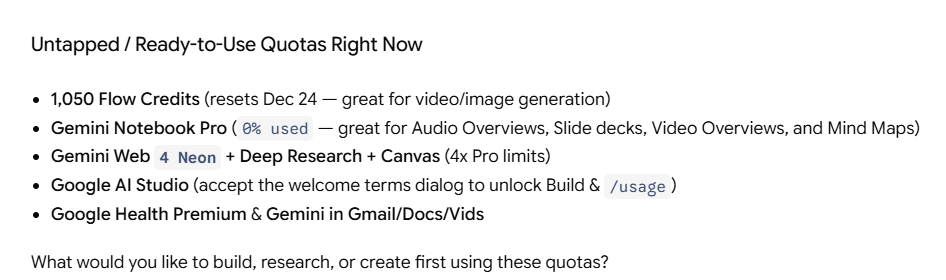 Untapped / Ready-to-Use Quotas Right Now
• 1,050 Flow Credits (resets Dec 24 — great for video/image generation)
• Gemini Notebook Pro ( 0% used — great for Audio Overviews, Slide decks, Video Overviews, and Mind Maps)
• Gemini Web 4 Neon + Deep Research + Canvas (4x Pro limits)
• Google AI Studio (accept the welcome terms dialog to unlock Build & /usage )
• Google Health Premium & Gemini in Gmail/Docs/Vids
What would you like to build, research, or create first using these quotas?